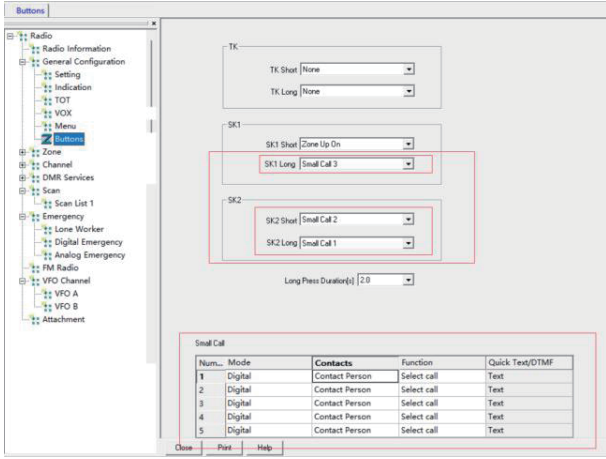 Buttons
Radio
Radio Information
General Configuration
Setting
Indication
TOT
VOX
Menu
Buttons
Zone
Channel
DMR Services
Scan
Scan List 1
Emergency
Lone Worker
Digital Emergency
Analog Emergency
FM Radio
VFO Channel
VFO A
VFO B
Attachment
TK
TK Short None
TK Long None
SK1
SK1 Short Zone Up On
SK1 Long Small Call 3
SK2
SK2 Short Small Call 2
SK2 Long Small Call 1
Long Press Duration[s] 2.0
Small Call
Num... Mode Contacts Function Quick Text/DTMF
1 Digital Contact Person Select call Text
2 Digital Contact Person Select call Text
3 Digital Contact Person Select call Text
4 Digital Contact Person Select call Text
5 Digital Contact Person Select call Text
Close Print Help